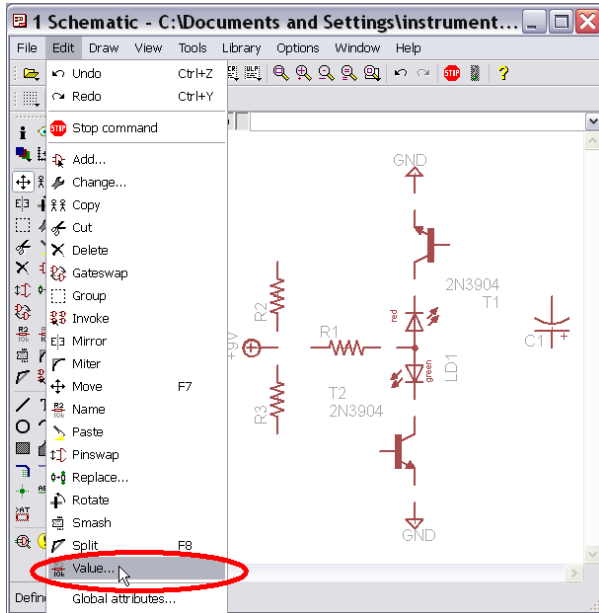 1 Schematic - C:\Documents and Settings\instrument...
File Edit Draw View Tools Library Options Window Help
Undo Ctrl+Z
Redo Ctrl+Y
Stop command
Add...
Change...
Copy
Cut
Delete
Gateswap
Group
Invoke
Mirror
Miter
Move F7
Name
Paste
Pinswap
Replace...
Rotate
Smash
Split F8
Value...
Global attributes...
STOP
GND
2N3904
T1
R2
red
R1
+9V
C1
+
green
LD1
T2
2N3904
R3
GND
Defin